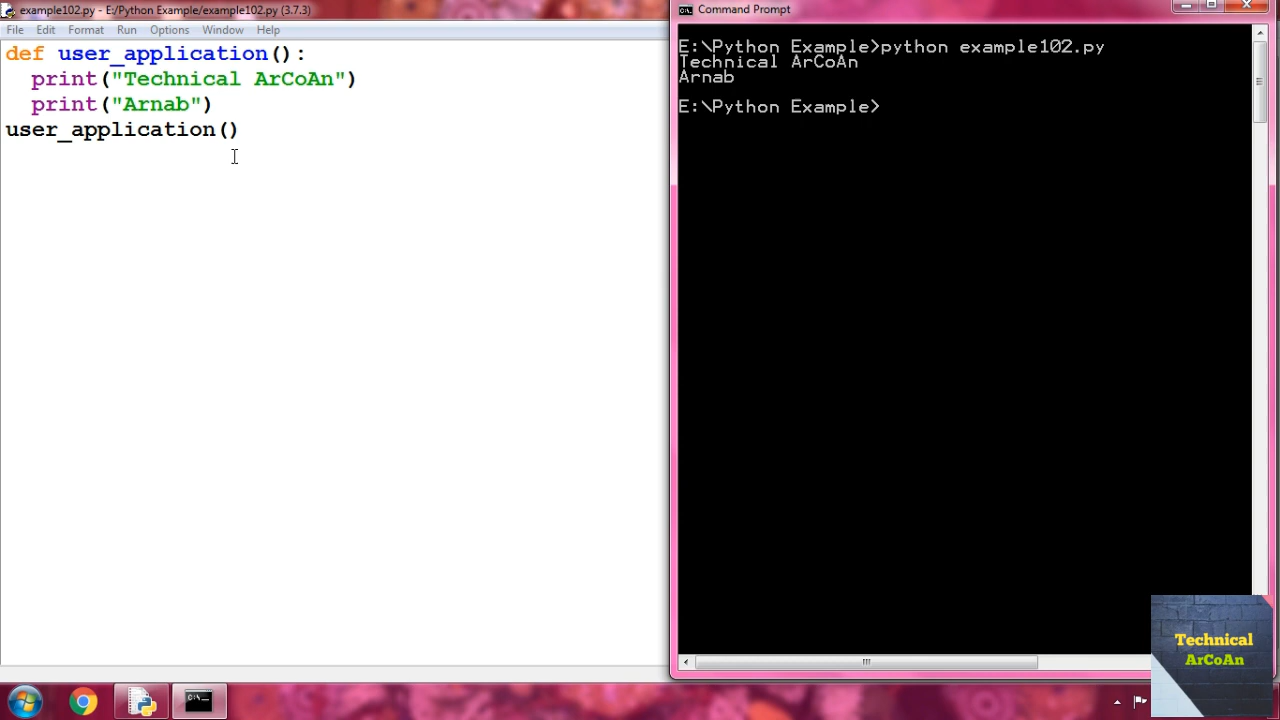 example102.py - E:/Python Example/example102.py (3.7.3)
File Edit Format Run Options Window Help
def user_application():
  print("Technical ArCoAn")
  print("Arnab")
user_application()
Command Prompt
E:\Python Example>python example102.py
Technical ArCoAn
Arnab
E:\Python Example>
C:\.
Technical
ArCoAn